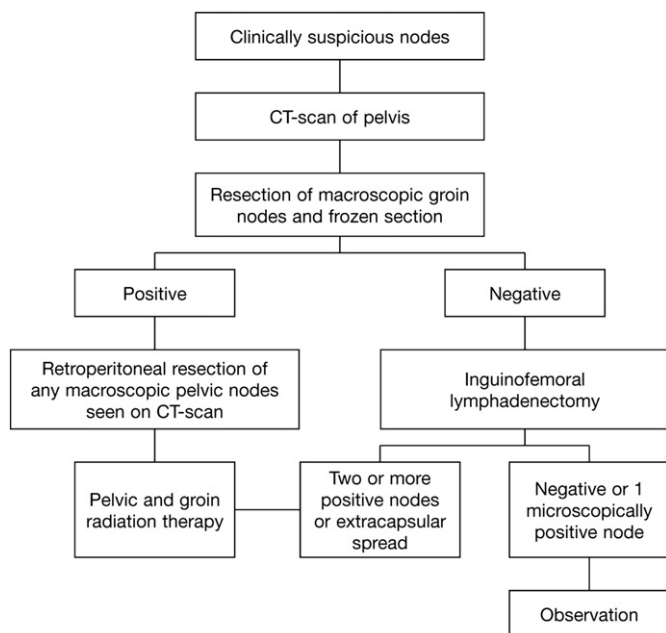 Clinically suspicious nodes
CT-scan of pelvis
Resection of macroscopic groin
nodes and frozen section
Positive
Negative
Retroperitoneal resection of
any macroscopic pelvic nodes
seen on CT-scan
Inguinofemoral
lymphadenectomy
Pelvic and groin
radiation therapy
Two or more
positive nodes
or extracapsular
spread
Negative or 1
microscopically
positive node
Observation